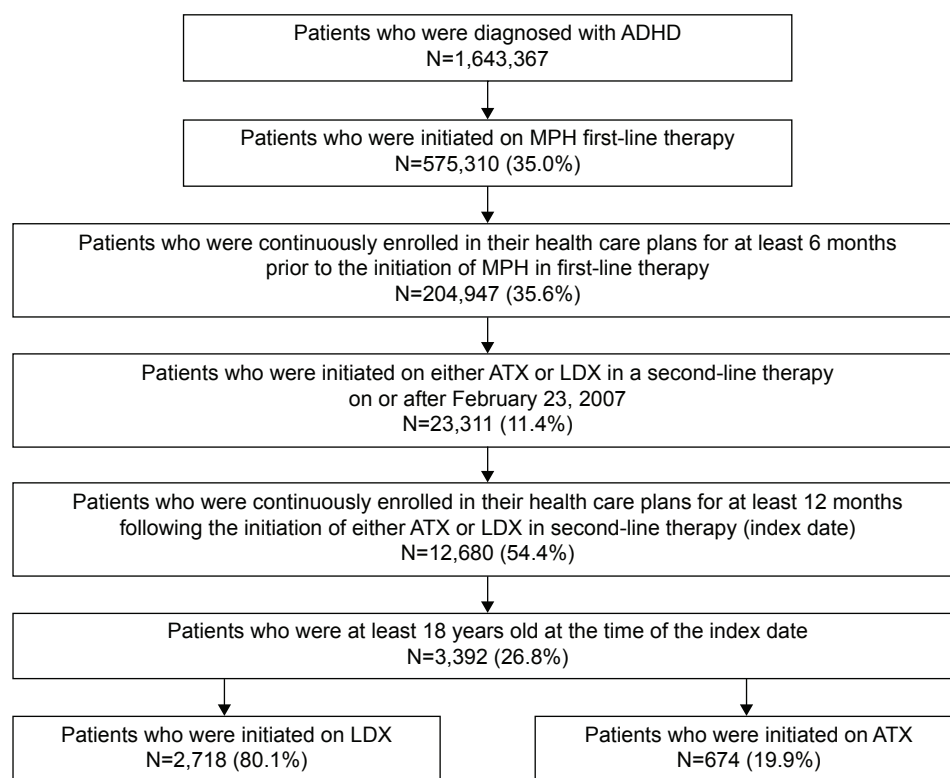 Patients who were diagnosed with ADHD
N=1,643,367
Patients who were initiated on MPH first-line therapy
N=575,310 (35.0%)
Patients who were continuously enrolled in their health care plans for at least 6 months
prior to the initiation of MPH in first-line therapy
N=204,947 (35.6%)
Patients who were initiated on either ATX or LDX in a second-line therapy
on or after February 23, 2007
N=23,311 (11.4%)
Patients who were continuously enrolled in their health care plans for at least 12 months
following the initiation of either ATX or LDX in second-line therapy (index date)
N=12,680 (54.4%)
Patients who were at least 18 years old at the time of the index date
N=3,392 (26.8%)
Patients who were initiated on LDX
N=2,718 (80.1%)
Patients who were initiated on ATX
N=674 (19.9%)